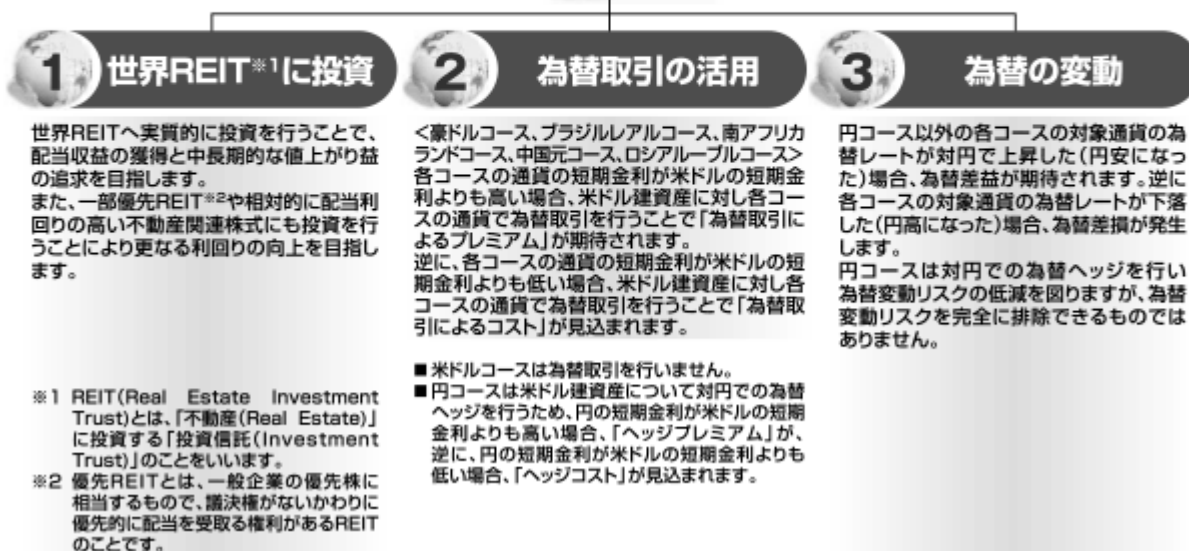 1 世界REIT※1に投資
世界REITへ実質的に投資を行うことで、
配当収益の獲得と中長期的な値上がり益
の追求を目指します。
また、一部優先REIT※2や相対的に配当利
回りの高い不動産関連株式にも投資を行
うことにより更なる利回りの向上を目指し
ます。
※1 REIT(Real Estate Investment
Trust)とは、「不動産(Real Estate)」
に投資する「投資信託(Investment
Trust)」のことをいいます。
※2 優先REITとは、一般企業の優先株に
相当するもので、議決権がないかわりに
優先的に配当を受取る権利があるREIT
のことです。
2 為替取引の活用
<豪ドルコース、ブラジルレアルコース、南アフリカ
ランドコース、中国元コース、ロシアルーブルコース>
各コースの通貨の短期金利が米ドルの短期金
利よりも高い場合、米ドル建資産に対し各コー
スの通貨で為替取引を行うことで「為替取引に
よるプレミアム」が期待されます。
逆に、各コースの通貨の短期金利が米ドルの短
期金利よりも低い場合、米ドル建資産に対し各
コースの通貨で為替取引を行うことで「為替取
引によるコスト」が見込まれます。
■米ドルコースは為替取引を行いません。
■円コースは米ドル建資産について対円での為替
ヘッジを行うため、円の短期金利が米ドルの短期
金利よりも高い場合、「ヘッジプレミアム」が、
逆に、円の短期金利が米ドルの短期金利よりも
低い場合、「ヘッジコスト」が見込まれます。
3 為替の変動
円コース以外の各コースの対象通貨の為
替レートが対円で上昇した(円安になっ
た)場合、為替差益が期待されます。逆に
各コースの対象通貨の為替レートが下落
した(円高になった)場合、為替差損が発生
します。
円コースは対円での為替ヘッジを行い
為替変動リスクの低減を図りますが、為替
変動リスクを完全に排除できるものでは
ありません。